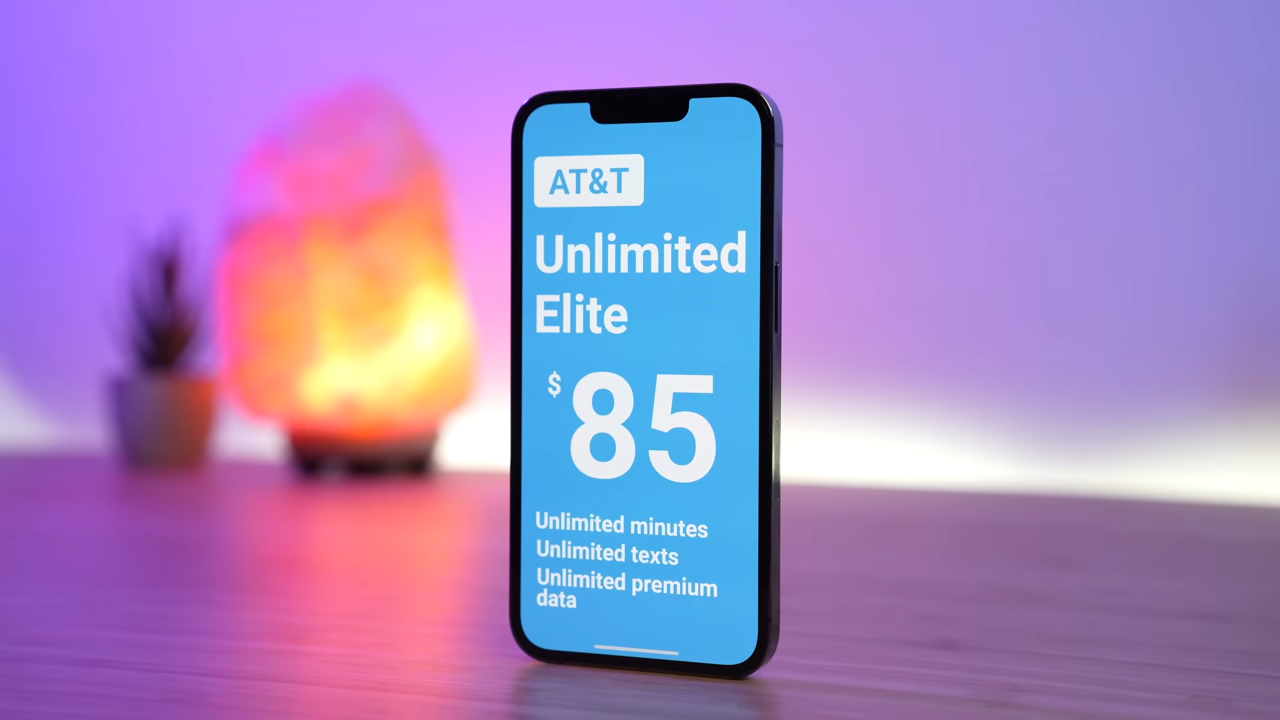 AT&T
Unlimited
Elite
$85
Unlimited minutes
Unlimited texts
Unlimited premium
data